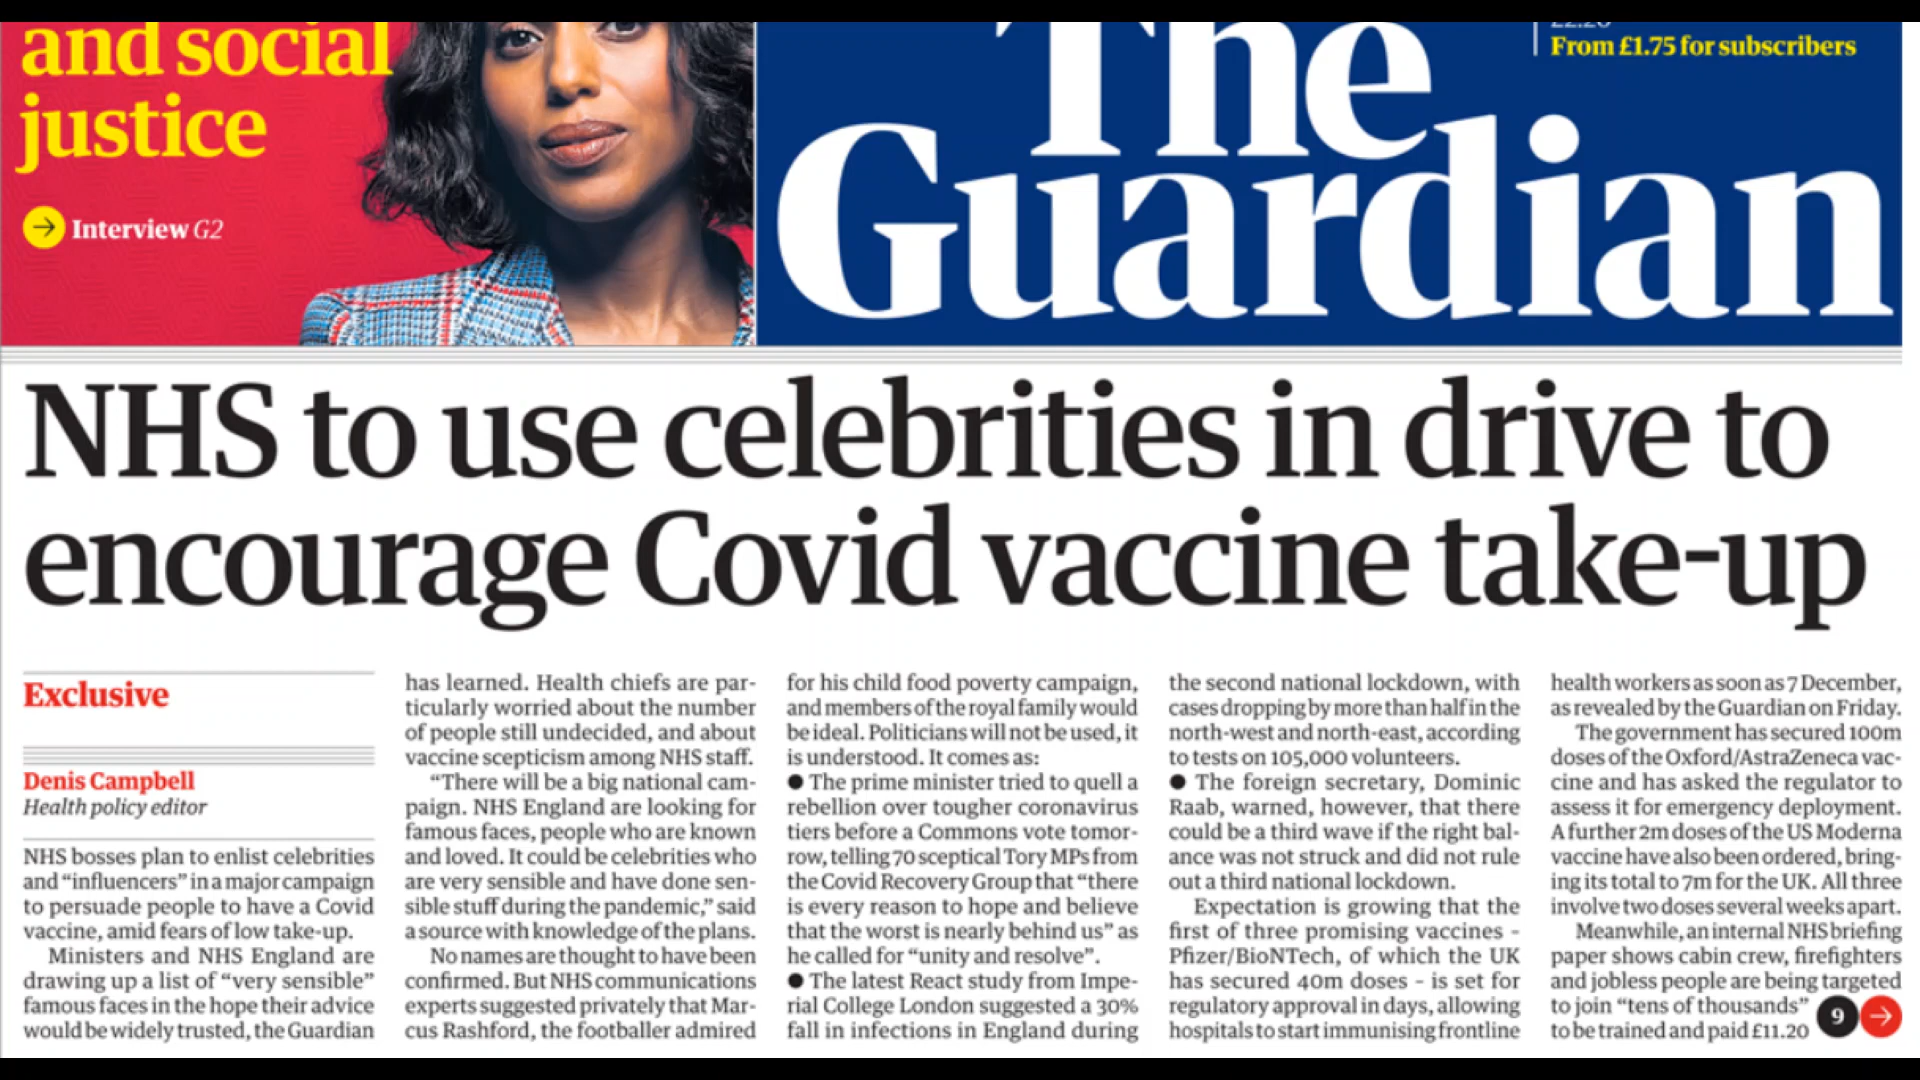 and social
justice
Interview G2
The
Guardian
From £1.75 for subscribers
NHS to use celebrities in drive to
encourage Covid vaccine take-up
Exclusive
Denis Campbell
Health policy editor
NHS bosses plan to enlist celebrities
and “influencers” in a major campaign
to persuade people to have a Covid
vaccine, amid fears of low take-up.
Ministers and NHS England are
drawing up a list of “very sensible”
famous faces in the hope their advice
would be widely trusted, the Guardian
has learned. Health chiefs are par-
ticularly worried about the number
of people still undecided, and about
vaccine scepticism among NHS staff.
“There will be a big national cam-
paign. NHS England are looking for
famous faces, people who are known
and loved. It could be celebrities who
are very sensible and have done sen-
sible stuff during the pandemic,” said
a source with knowledge of the plans.
No names are thought to have been
confirmed. But NHS communications
experts suggested privately that Mar-
cus Rashford, the footballer admired
for his child food poverty campaign,
and members of the royal family would
be ideal. Politicians will not be used, it
is understood. It comes as:
● The prime minister tried to quell a
rebellion over tougher coronavirus
tiers before a Commons vote tomor-
row, telling 70 sceptical Tory MPs from
the Covid Recovery Group that “there
is every reason to hope and believe
that the worst is nearly behind us” as
he called for “unity and resolve”.
● The latest React study from Impe-
rial College London suggested a 30%
fall in infections in England during
the second national lockdown, with
cases dropping by more than half in the
north-west and north-east, according
to tests on 105,000 volunteers.
● The foreign secretary, Dominic
Raab, warned, however, that there
could be a third wave if the right bal-
ance was not struck and did not rule
out a third national lockdown.
Expectation is growing that the
first of three promising vaccines -
Pfizer/BioNTech, of which the UK
has secured 40m doses - is set for
regulatory approval in days, allowing
hospitals to start immunising frontline
health workers as soon as 7 December,
as revealed by the Guardian on Friday.
The government has secured 100m
doses of the Oxford/AstraZeneca vac-
cine and has asked the regulator to
assess it for emergency deployment.
A further 2m doses of the US Moderna
vaccine have also been ordered, bring-
ing its total to 7m for the UK. All three
involve two doses several weeks apart.
Meanwhile, an internal NHS briefing
paper shows cabin crew, firefighters
and jobless people are being targeted
to join “tens of thousands”
to be trained and paid £11.20
9